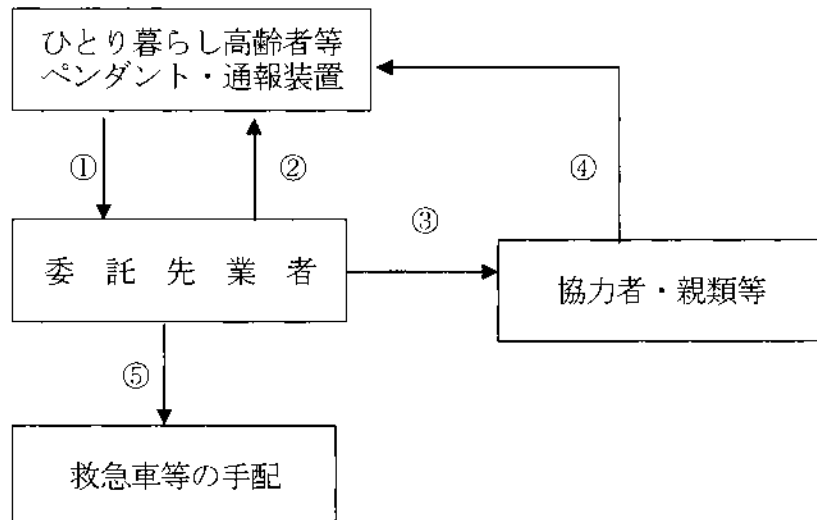 ひとり暮らし高齢者等
ペンダント・通報装置
①
②
④
③
委託先業者
協力者・親類等
⑤
救急車等の手配